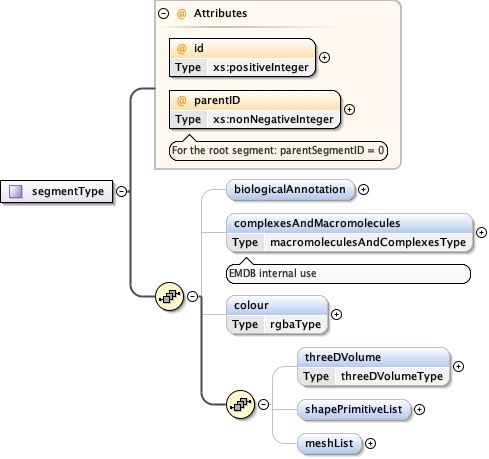 @ Attributes
@ id
Type xs:positiveInteger
@ parentID
Type xs:nonNegativeInteger
For the root segment: parentSegmentID = 0
segmentType
biologicalAnnotation
complexesAndMacromolecules
Type macromoleculesAndComplexesType
EMDB internal use
colour
Type rgbaType
threeDVolume
Type threeDVolumeType
shapePrimitiveList
meshList